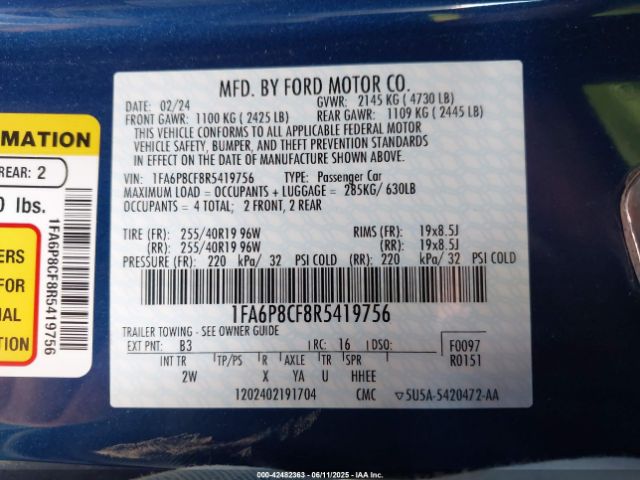 MFD. BY FORD MOTOR CO.
DATE: 02/24 GVWR: 2145 KG ( 4730 LB)
FRONT GAWR: 1100 KG ( 2425 LB) REAR GAWR: 1109 KG ( 2445 LB)
THIS VEHICLE CONFORMS TO ALL APPLICABLE FEDERAL MOTOR
VEHICLE SAFETY, BUMPER, AND THEFT PREVENTION STANDARDS
IN EFFECT ON THE DATE OF MANUFACTURE SHOWN ABOVE.
VIN: 1FA6P8CF8R5419756 TYPE: Passenger Car
MAXIMUM LOAD = OCCUPANTS + LUGGAGE = 285KG/ 630LB
OCCUPANTS = 4 TOTAL; 2 FRONT, 2 REAR
TIRE (FR): 255/40R19 96W RIMS (FR): 19x8.5J
(RR): 255/40R19 96W (RR): 19x8.5J
PRESSURE (FR): 220 kPa/ 32 PSI COLD (RR): 220 kPa/ 32 PSI COLD
1FA6P8CF8R5419756
TRAILER TOWING - SEE OWNER GUIDE
EXT PNT: B3 RC: 16 DSO: F0097
INT TR TP/PS R AXLE TR SPR R0151
2W X YA U HHEE
1202402191704 CMC 5U5A-5420472-AA
RMATION
REAR: 2
0 lbs.
1FA6P8CF8R5419756
ERS
FOR
NAL
TION
© IAA-42482363 - 06/11/2025 - IAAI.COM